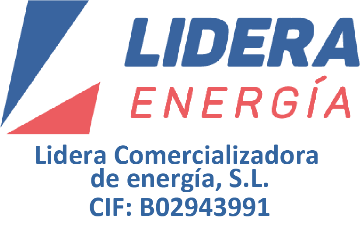 LIDERA
ENERGÍA
Lidera Comercializadora
de energía, S.L.
CIF: B02943991